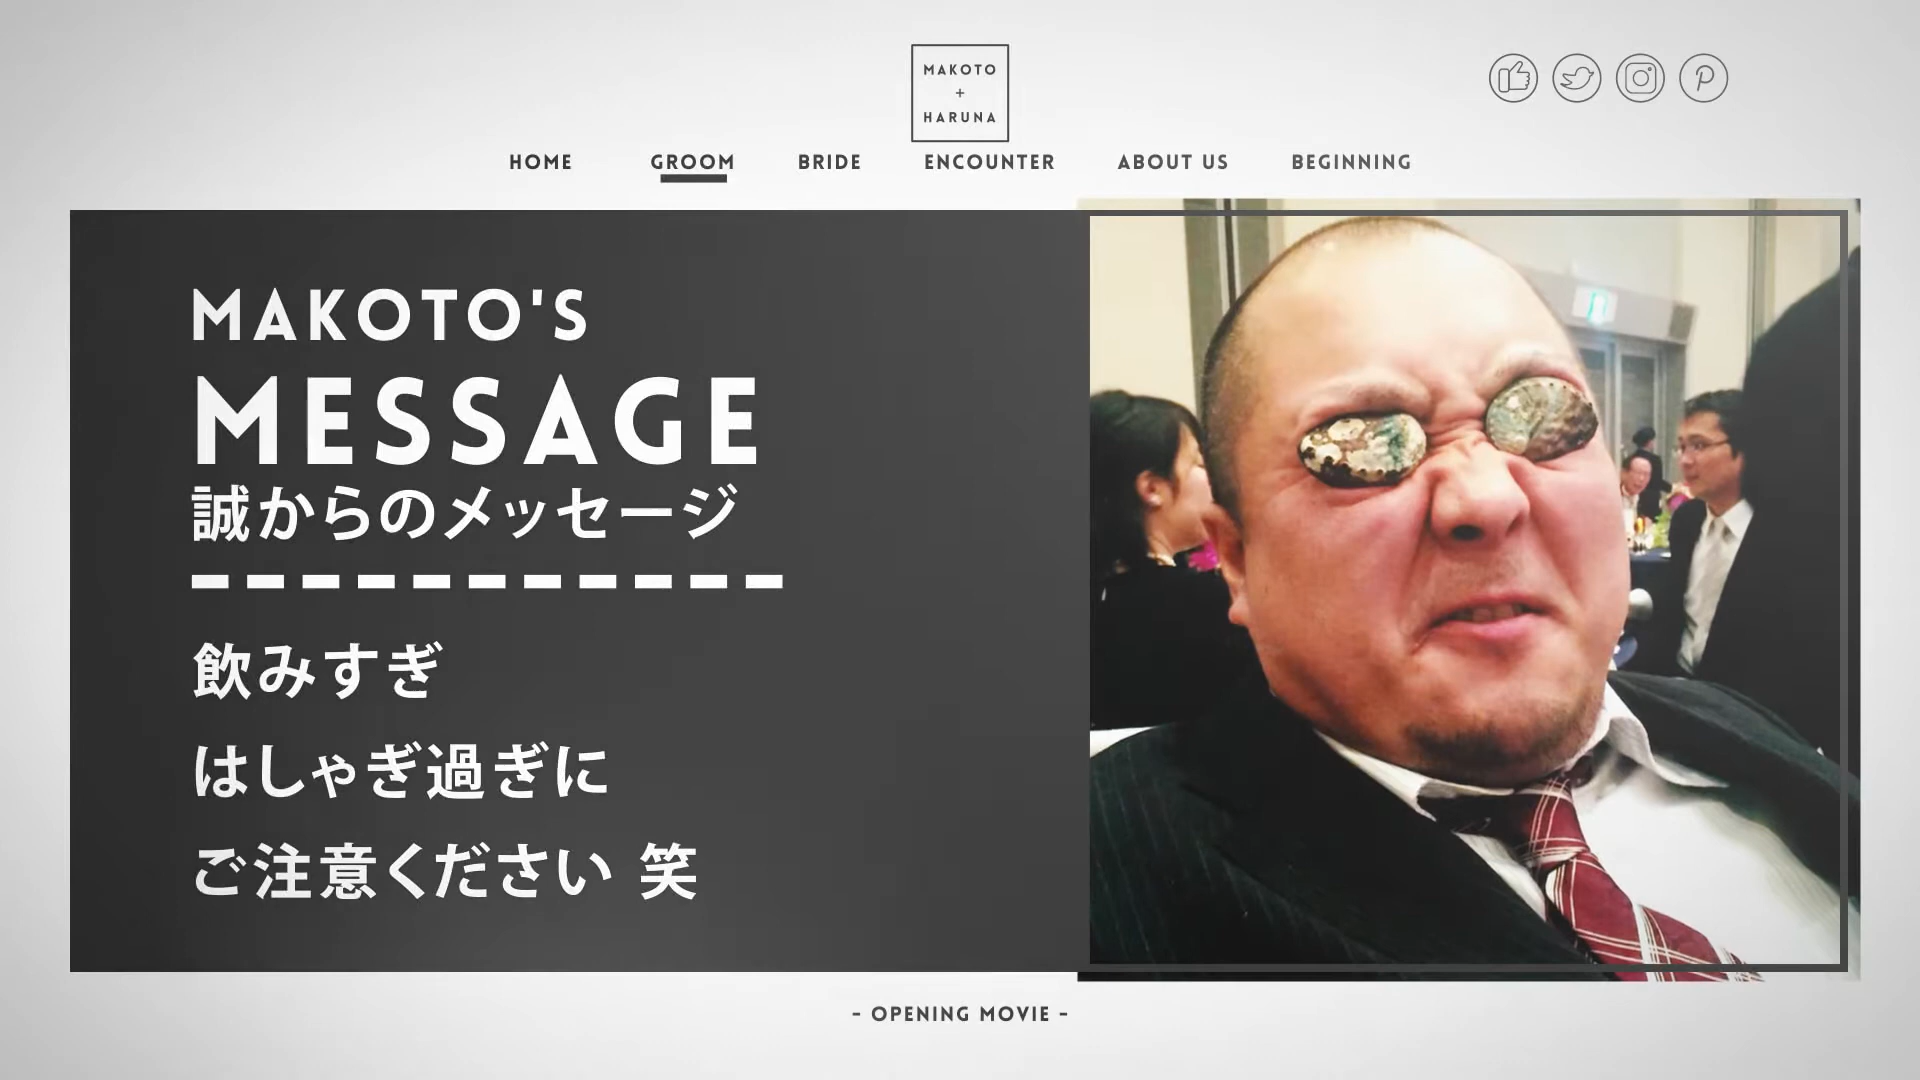 MAKOTO
+
HARUNA
HOME GROOM BRIDE ENCOUNTER ABOUT US BEGINNING
MAKOTO'S
MESSAGE
誠からのメッセージ
飲みすぎ
はしゃぎ過ぎに
ご注意ください 笑
- OPENING MOVIE -